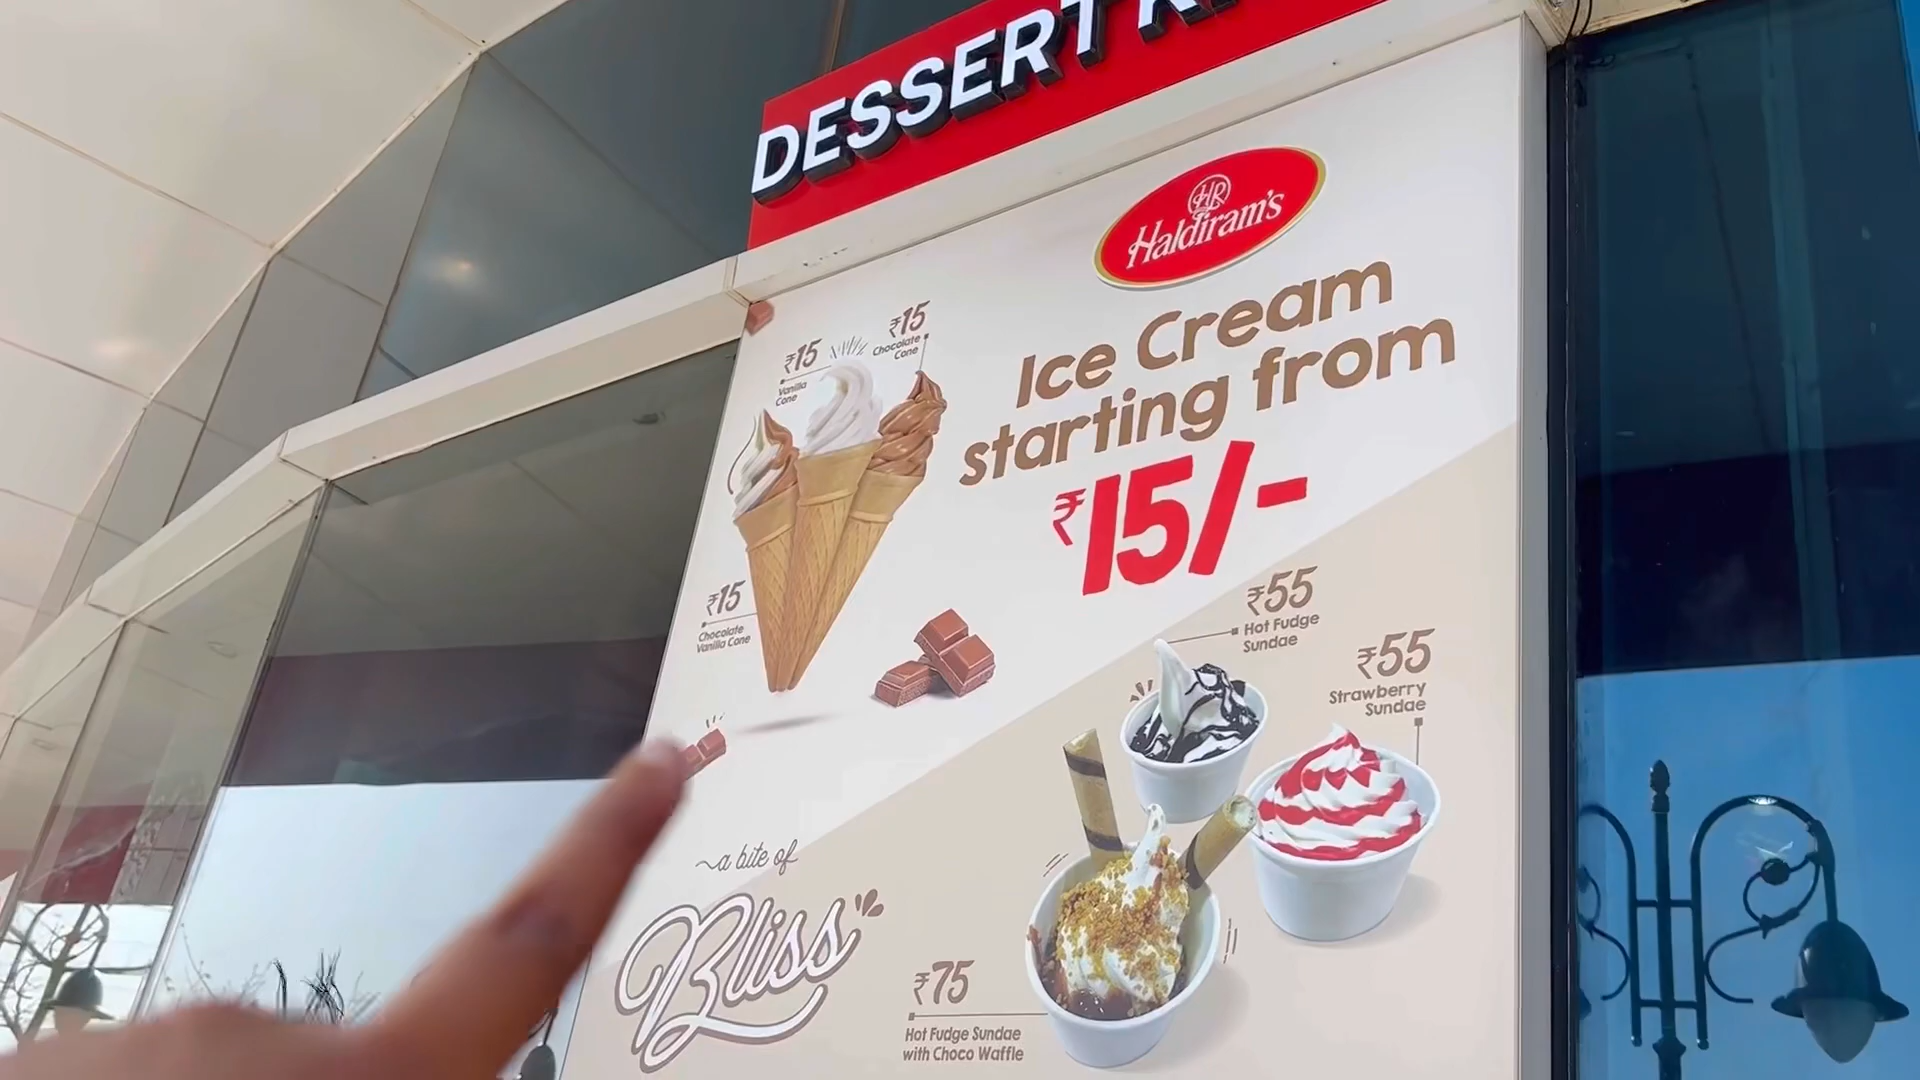 DESSERT
HR
Haldiram's
Ice Cream
starting from
₹15/-
₹15
Vanilla
Cone
₹15
Chocolate
Cone
₹15
Chocolate
Vanilla Cone
₹55
Hot Fudge
Sundae
₹55
Strawberry
Sundae
a bite of
Bliss
₹75
Hot Fudge Sundae
with Choco Waffle